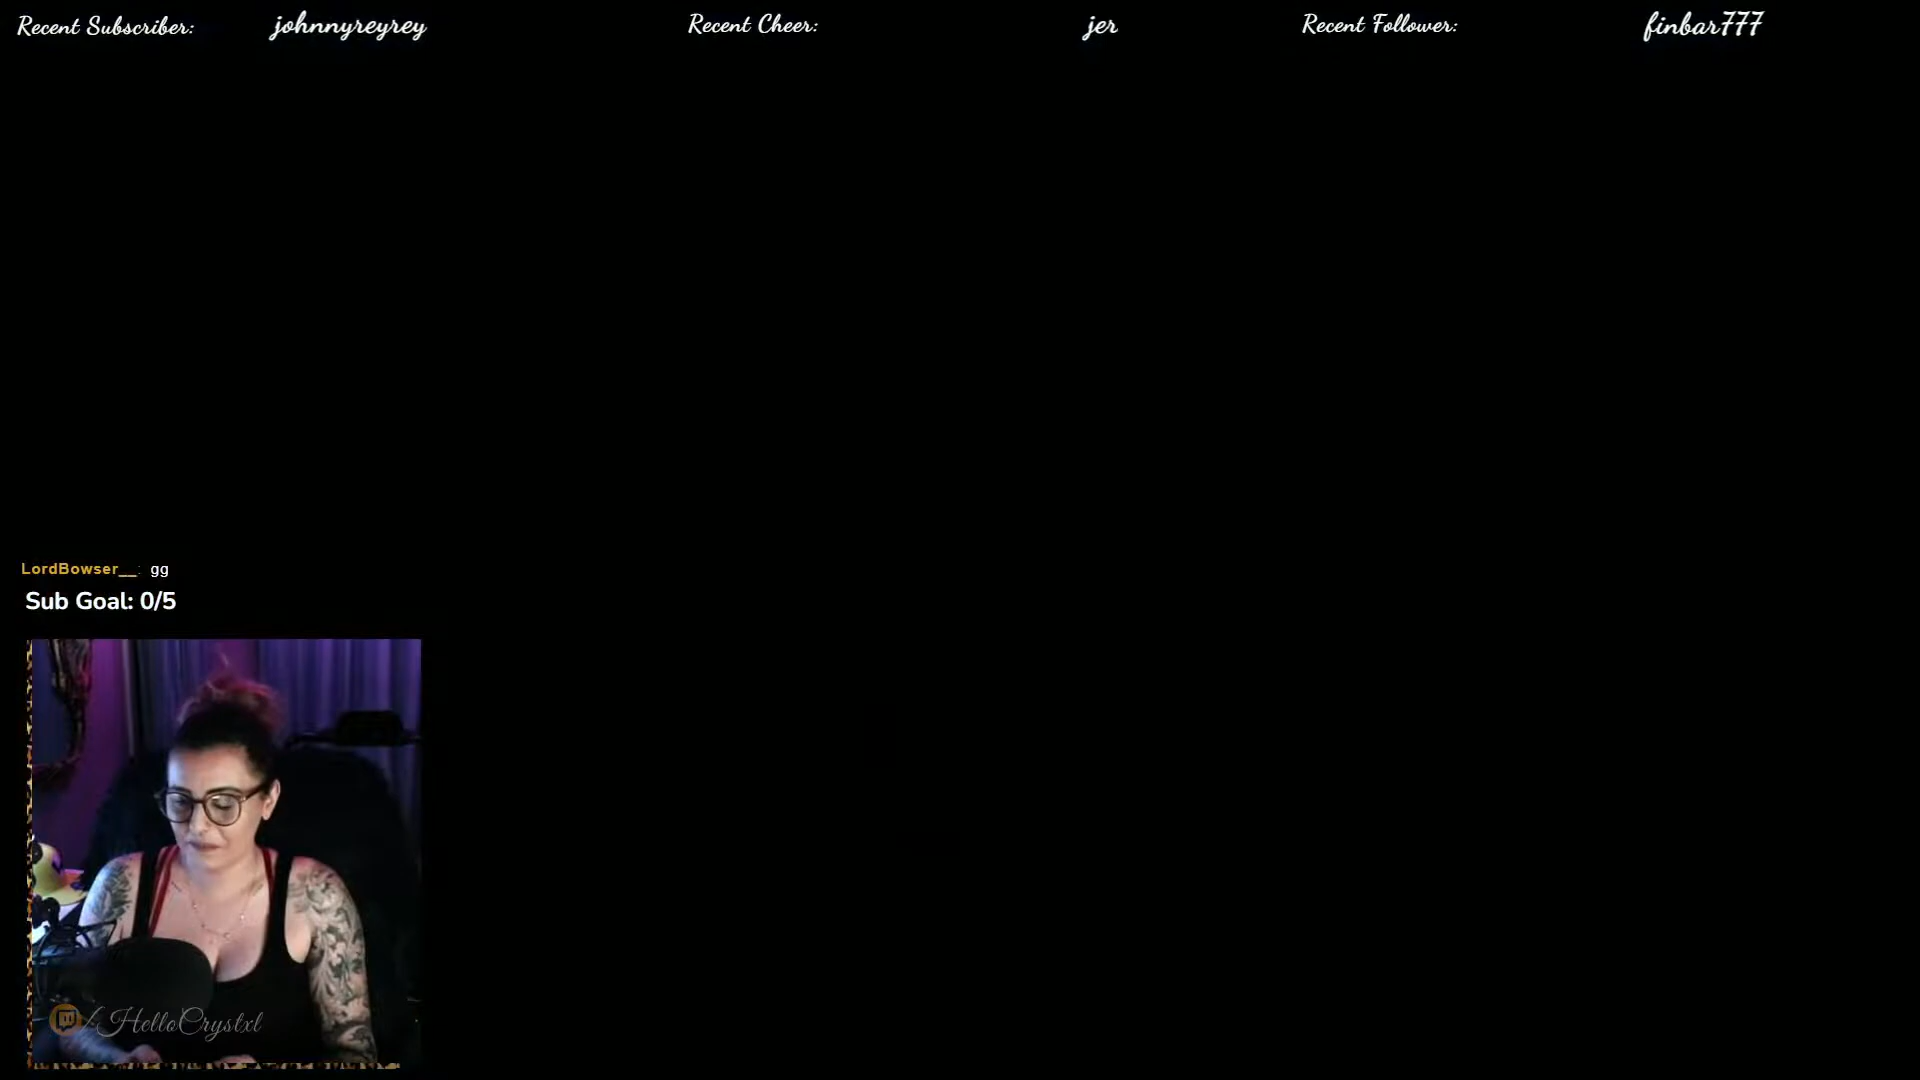 Recent Subscriber: johnnyreyrey Recent Cheer: jer Recent Follower: finbar777
LordBowser__: gg
Sub Goal: 0/5
/HelloCrystxl